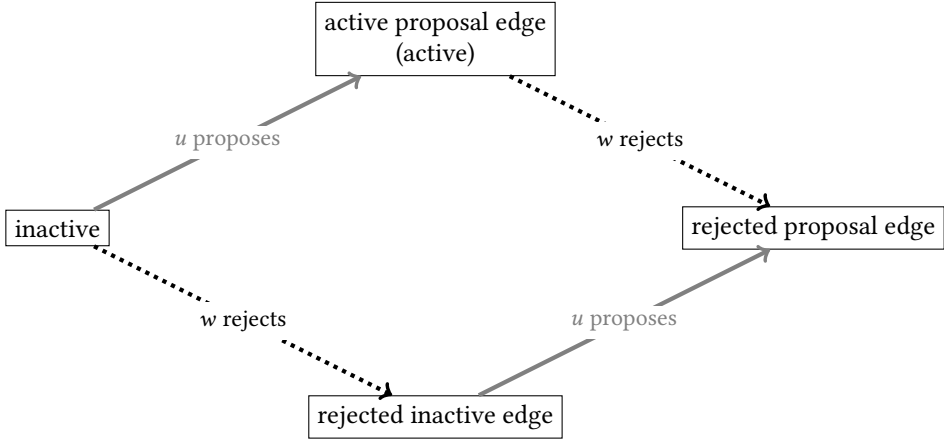 active proposal edge
(active)
u proposes
w rejects
inactive
rejected proposal edge
w rejects
u proposes
rejected inactive edge